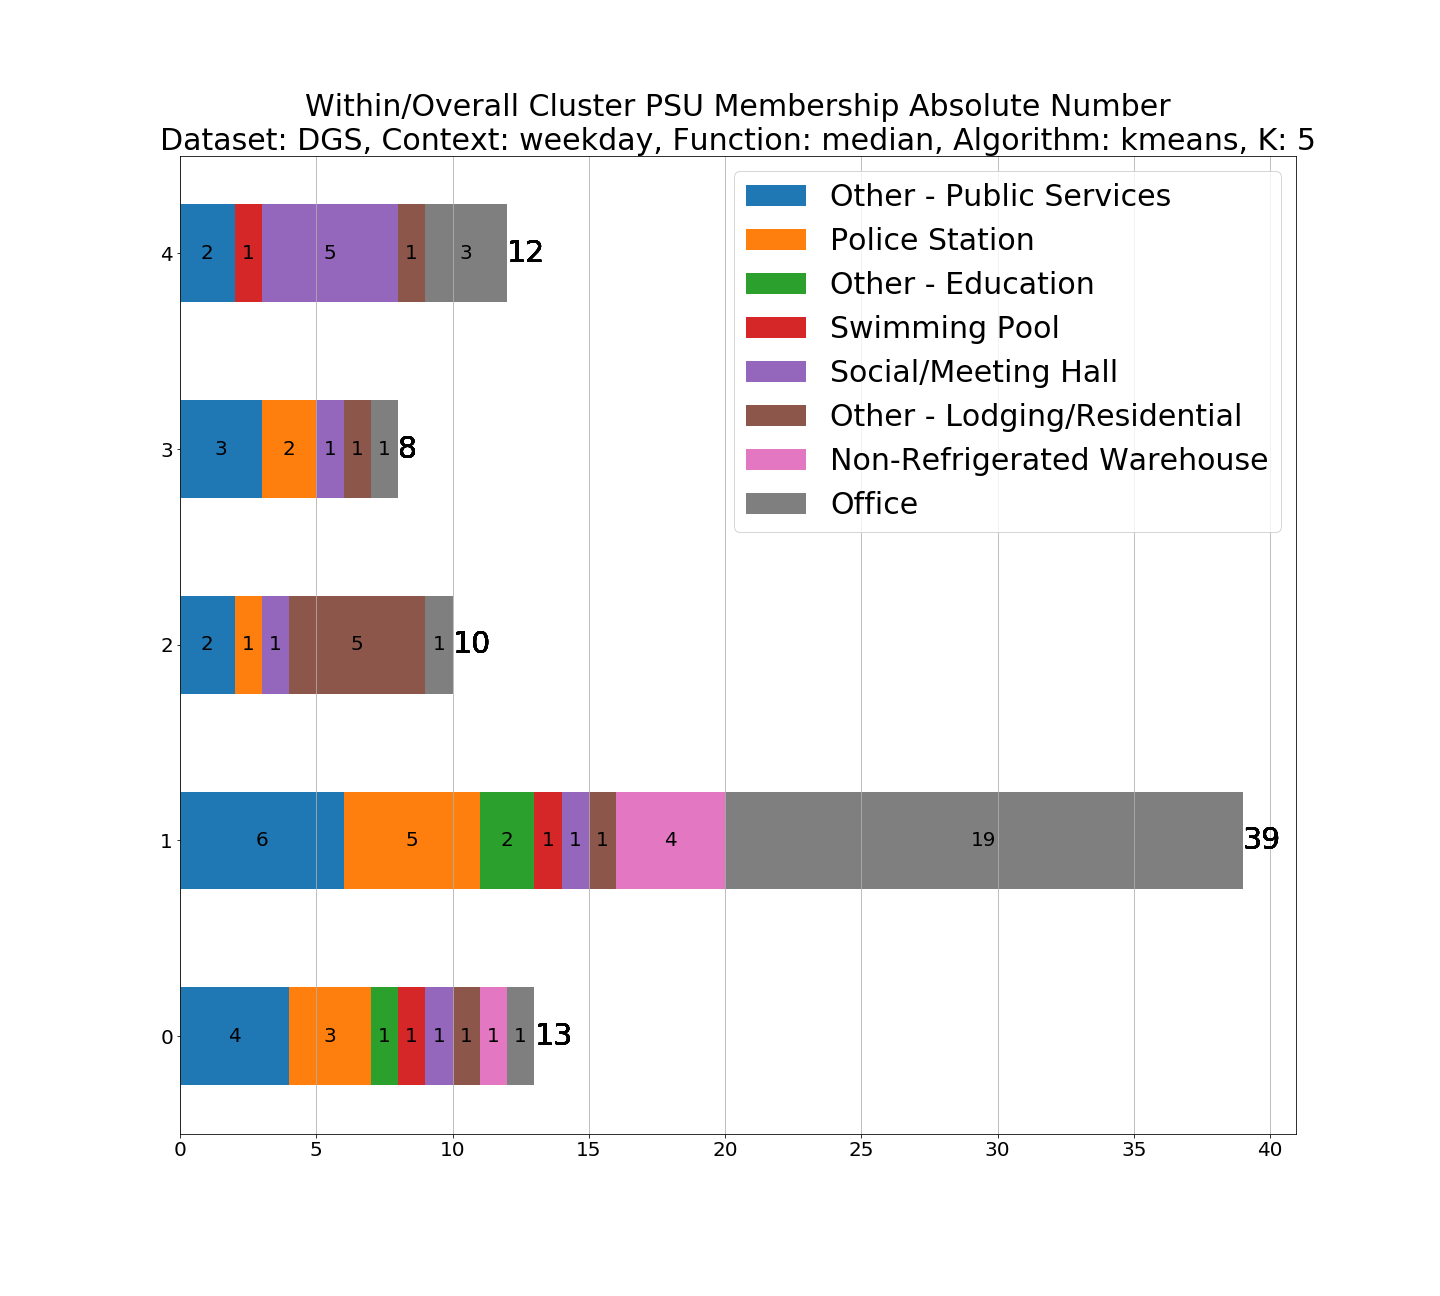 Within/Overall Cluster PSU Membership Absolute Number
Dataset: DGS, Context: weekday, Function: median, Algorithm: kmeans, K: 5
Other - Public Services
Police Station
Other - Education
Swimming Pool
Social/Meeting Hall
Other - Lodging/Residential
Non-Refrigerated Warehouse
Office
4 2 1 5 1 3 12
3 3 2 1 1 1 8
2 2 1 1 5 1 10
1 6 5 2 1 1 1 4 19 39
0 4 3 1 1 1 1 1 1 13
0 5 10 15 20 25 30 35 40